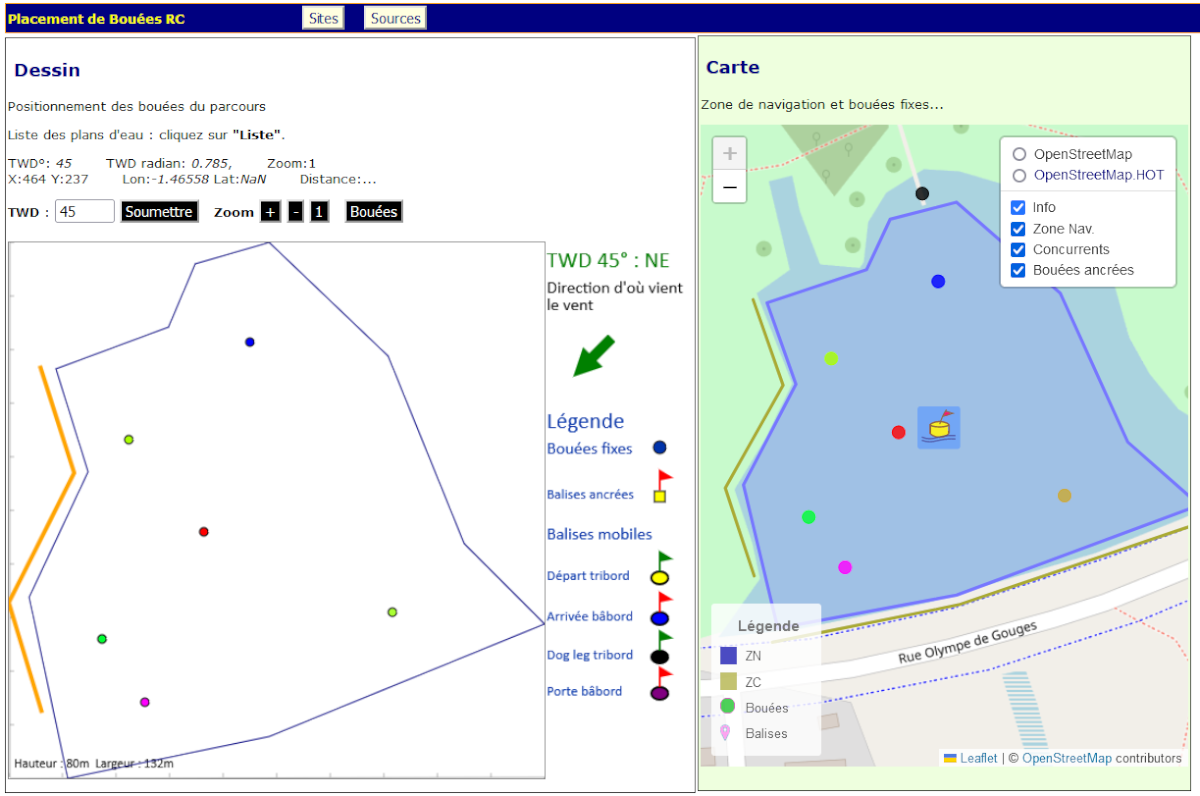 Placement de Bouées RC
Sites
Sources
Dessin
Positionnement des bouées du parcours
Liste des plans d'eau : cliquez sur "Liste".
TWD°: 45 TWD radian: 0.785, Zoom:1
X:464 Y:237 Lon:-1.46558 Lat:NaN Distance:...
TWD : 45 Soumettre Zoom + - 1 Bouées
TWD 45° : NE
Direction d'où vient
le vent
Légende
Bouées fixes
Balises ancrées
Balises mobiles
Départ tribord
Arrivée bâbord
Dog leg tribord
Porte bâbord
Hauteur : 80m Largeur : 132m
Carte
Zone de navigation et bouées fixes...
+
−
OpenStreetMap
OpenStreetMap.HOT
Info
Zone Nav.
Concurrents
Bouées ancrées
Rue Olympe de Gouges
Légende
ZN
ZC
Bouées
Balises
Leaflet | © OpenStreetMap contributors